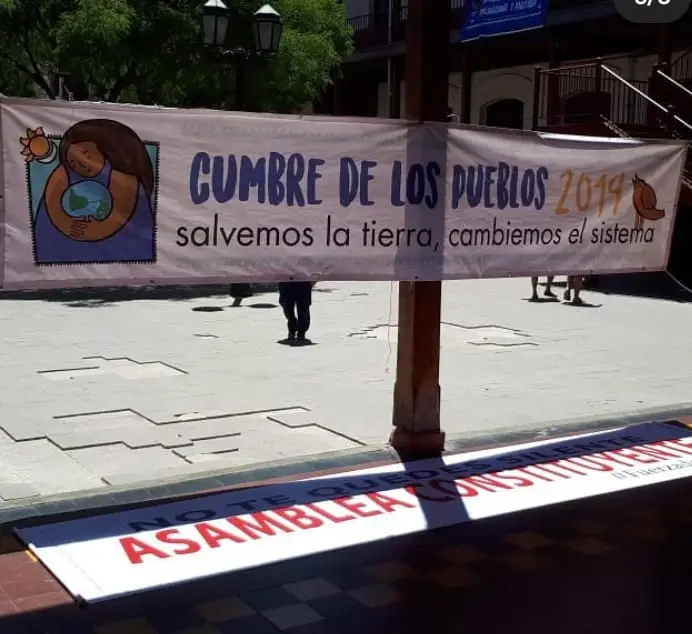 CUMBRE DE LOS PUEBLOS 2019
salvemos la tierra, cambiemos el sistema
NO TE QUEDES SILENTE
ASAMBLEA CONSTITUYENTE